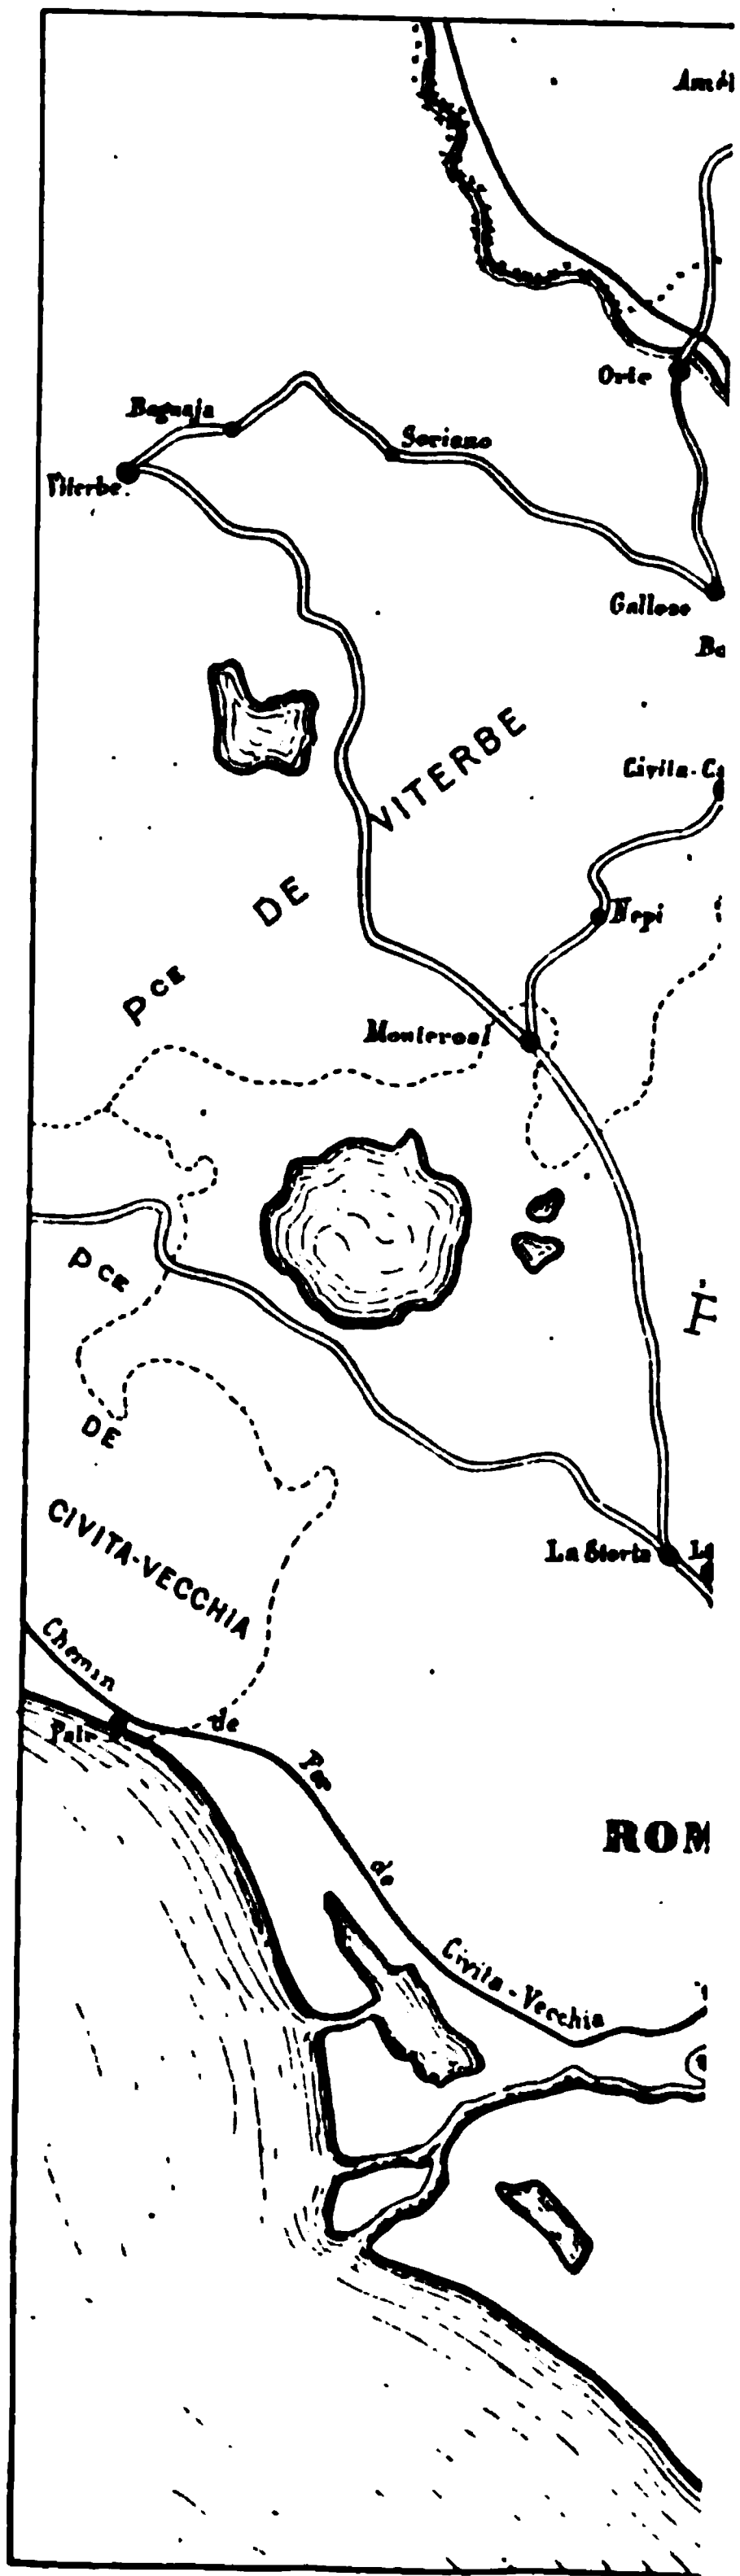 Orte
Bagnaja
Soriano
Viterbe.
Gallese
Civita-C
VITERBE
DE
Nepi
PCE
Monterosi
PCE
DE
La Storta
CIVITA-VECCHIA
Chemin
de
Fer
de
Civita-Vecchia
ROM